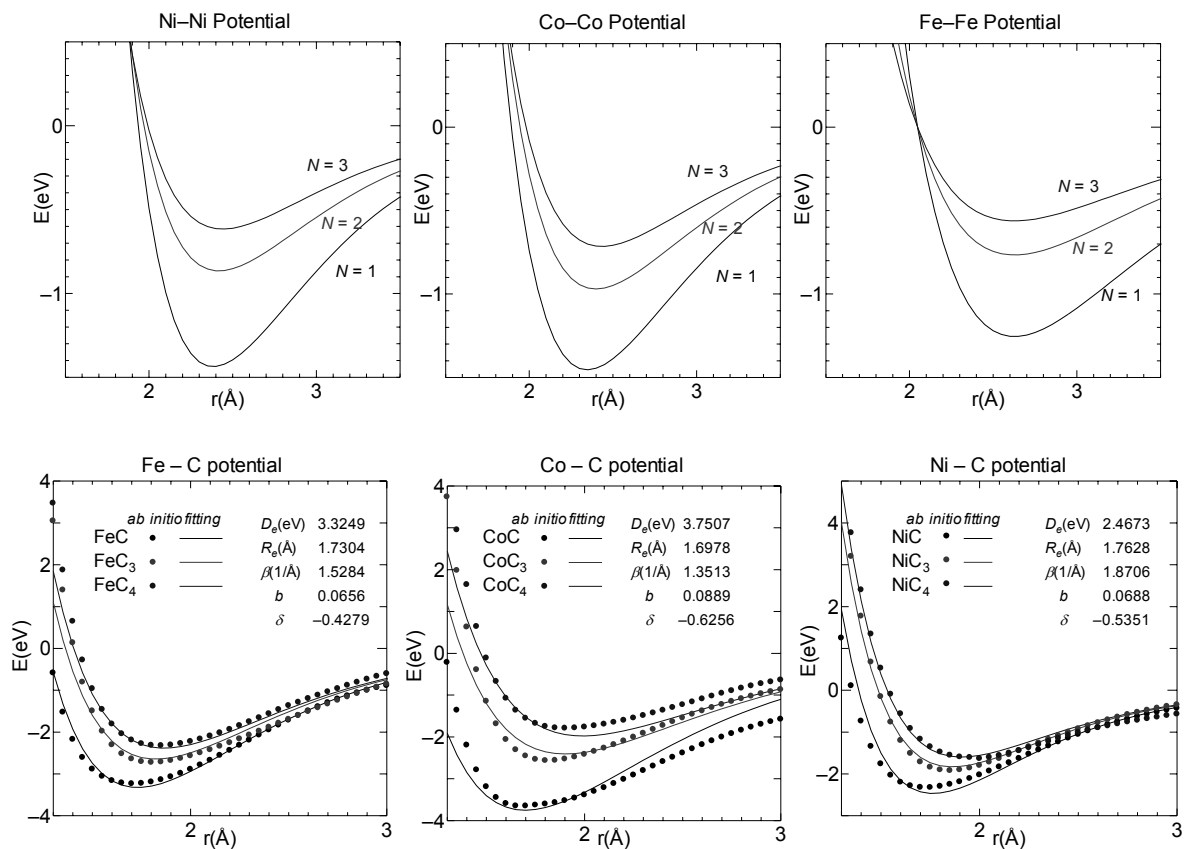 Ni–Ni Potential
0
–1
E(eV)
2
3
r(Å)
N = 3
N = 2
N = 1
Co–Co Potential
0
–1
E(eV)
2
3
r(Å)
N = 3
N = 2
N = 1
Fe–Fe Potential
0
–1
E(eV)
2
3
r(Å)
N = 3
N = 2
N = 1
Fe – C potential
4
2
0
–2
–4
E(eV)
2
3
r(Å)
ab initio fitting
FeC
FeC3
FeC4
De(eV) 3.3249
Re(Å) 1.7304
β(1/Å) 1.5284
b 0.0656
δ –0.4279
Co – C potential
4
2
0
–2
–4
E(eV)
2
3
r(Å)
ab initio fitting
CoC
CoC3
CoC4
De(eV) 3.7507
Re(Å) 1.6978
β(1/Å) 1.3513
b 0.0889
δ –0.6256
Ni – C potential
4
2
0
–2
E(eV)
2
3
r(Å)
ab initio fitting
NiC
NiC3
NiC4
De(eV) 2.4673
Re(Å) 1.7628
β(1/Å) 1.8706
b 0.0688
δ –0.5351